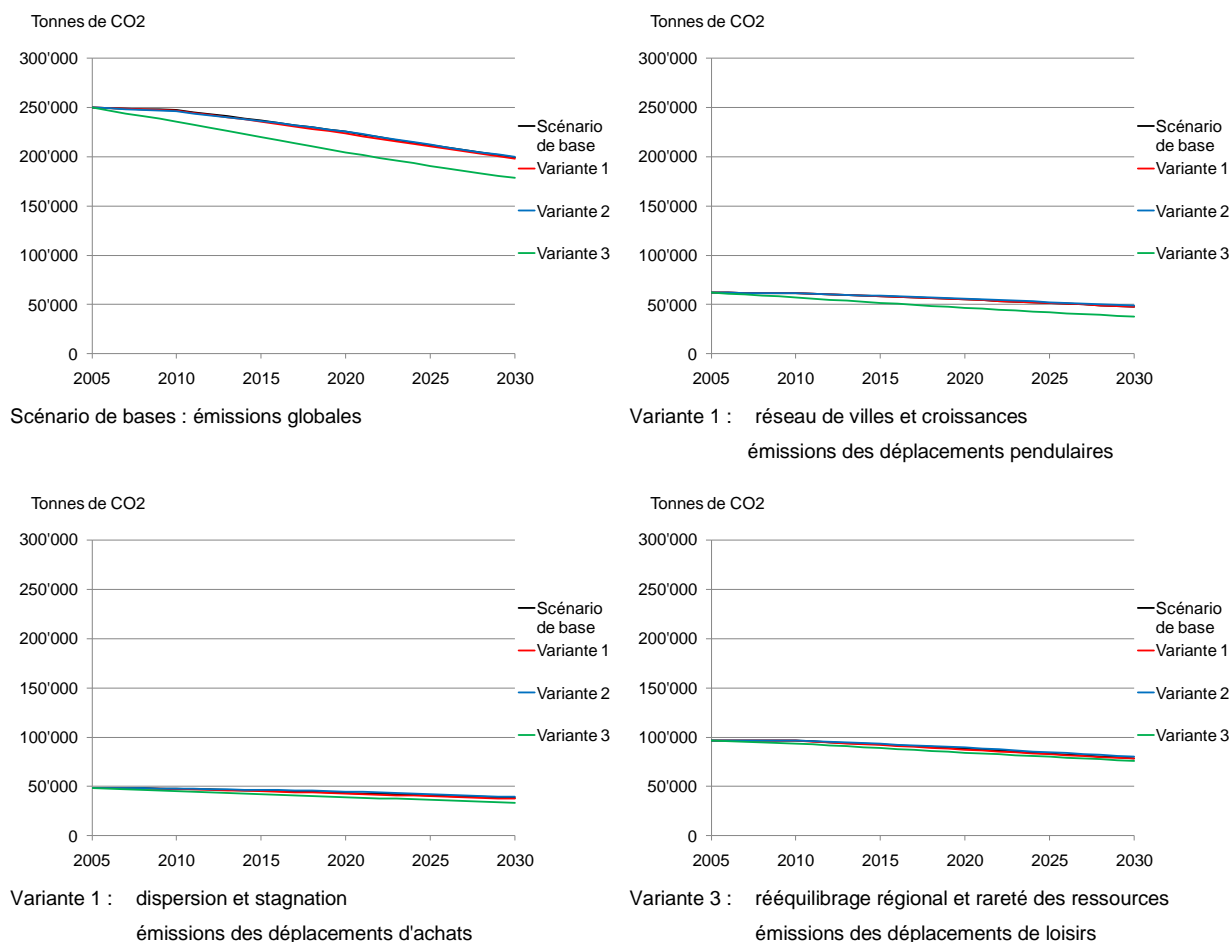 Tonnes de CO2
300'000
250'000
200'000
150'000
100'000
50'000
0
2005 2010 2015 2020 2025 2030
Scénario
de base
Variante 1
Variante 2
Variante 3
Scénario de bases : émissions globales
Tonnes de CO2
300'000
250'000
200'000
150'000
100'000
50'000
0
2005 2010 2015 2020 2025 2030
Scénario
de base
Variante 1
Variante 2
Variante 3
Variante 1 : réseau de villes et croissances
émissions des déplacements pendulaires
Tonnes de CO2
300'000
250'000
200'000
150'000
100'000
50'000
0
2005 2010 2015 2020 2025 2030
Scénario
de base
Variante 1
Variante 2
Variante 3
Variante 1 : dispersion et stagnation
émissions des déplacements d'achats
Tonnes de CO2
300'000
250'000
200'000
150'000
100'000
50'000
0
2005 2010 2015 2020 2025 2030
Scénario
de base
Variante 1
Variante 2
Variante 3
Variante 3 : rééquilibrage régional et rareté des ressources
émissions des déplacements de loisirs